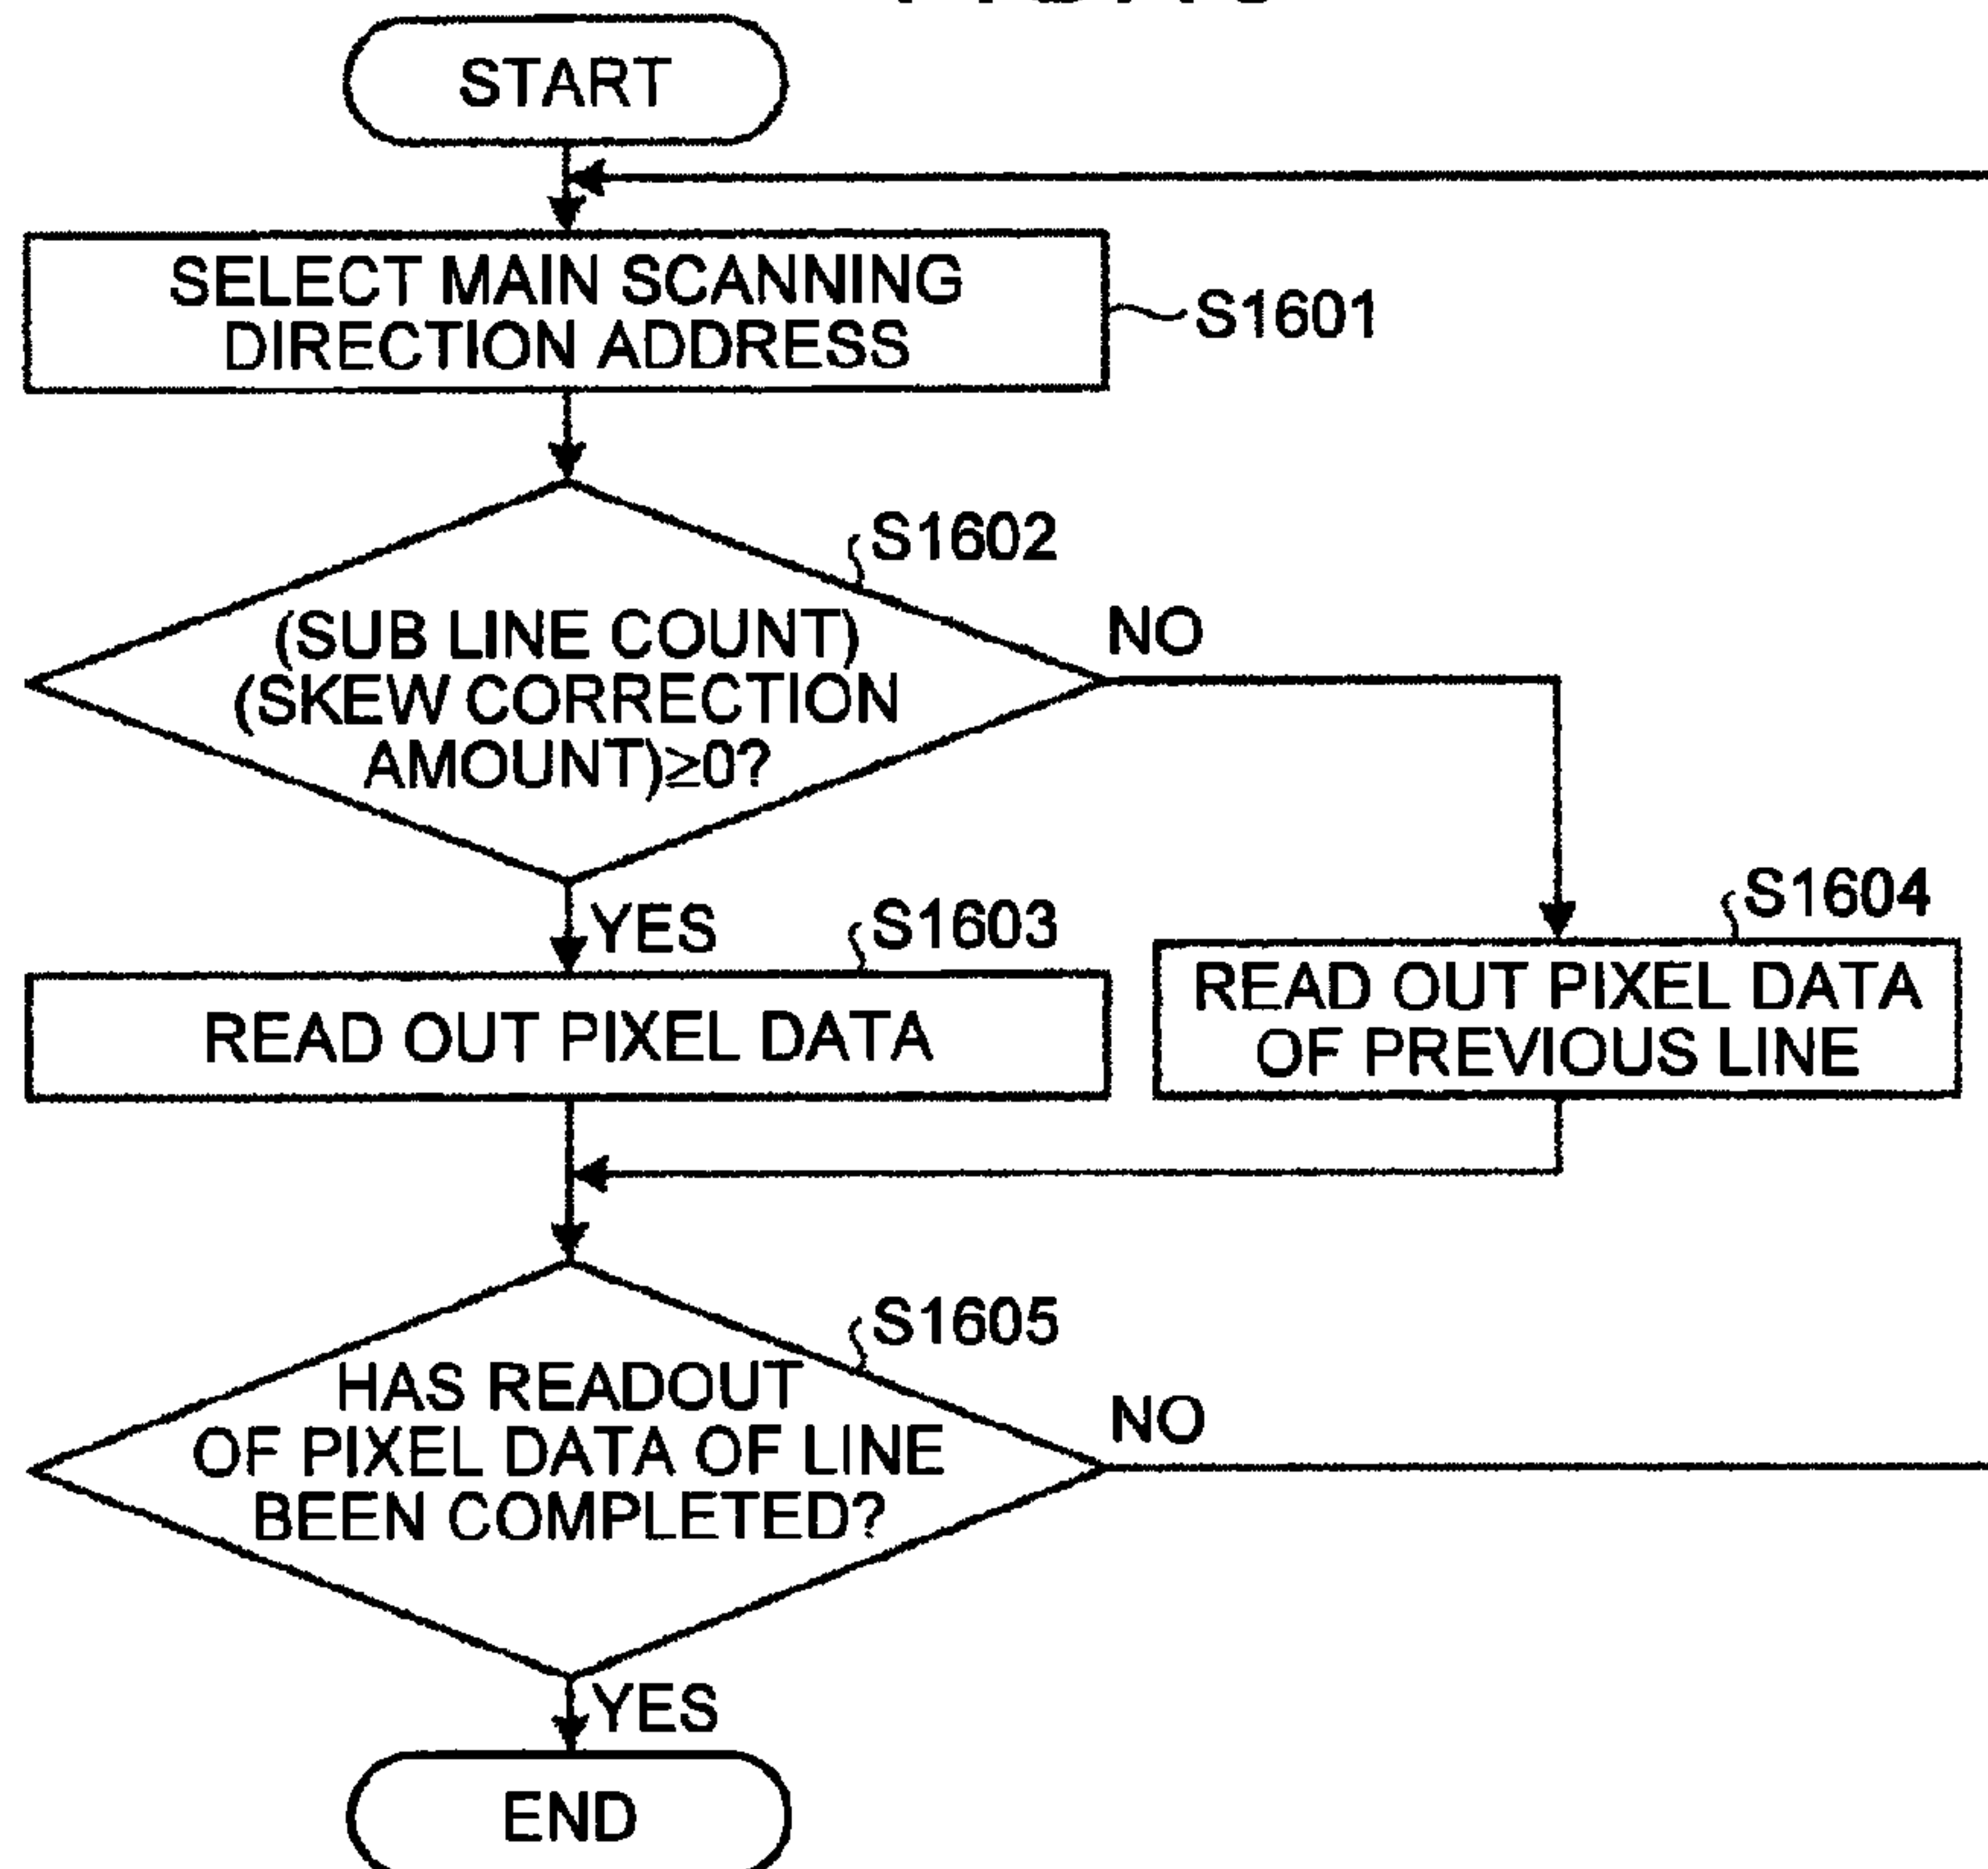 START
SELECT MAIN SCANNING
DIRECTION ADDRESS
S1601
S1602
(SUB LINE COUNT)
(SKEW CORRECTION
AMOUNT)≥0?
NO
YES
S1603
READ OUT PIXEL DATA
S1604
READ OUT PIXEL DATA
OF PREVIOUS LINE
S1605
HAS READOUT
OF PIXEL DATA OF LINE
BEEN COMPLETED?
NO
YES
END